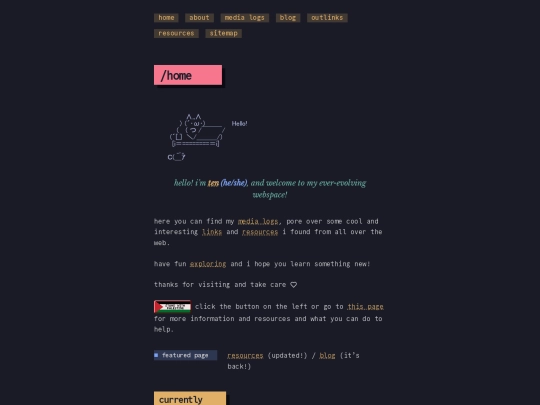 home about media logs blog outlinks
resources sitemap
/home
Hello!
hello! i'm ten (he/she), and welcome to my ever-evolving
webspace!
here you can find my media logs, pore over some cool and
interesting links and resources i found from all over the
web.
have fun exploring and i hope you learn something new!
thanks for visiting and take care ♡
click the button on the left or go to this page
for more information and resources and what you can do to
help.
featured page resources (updated!) / blog (it's
back!)
currently